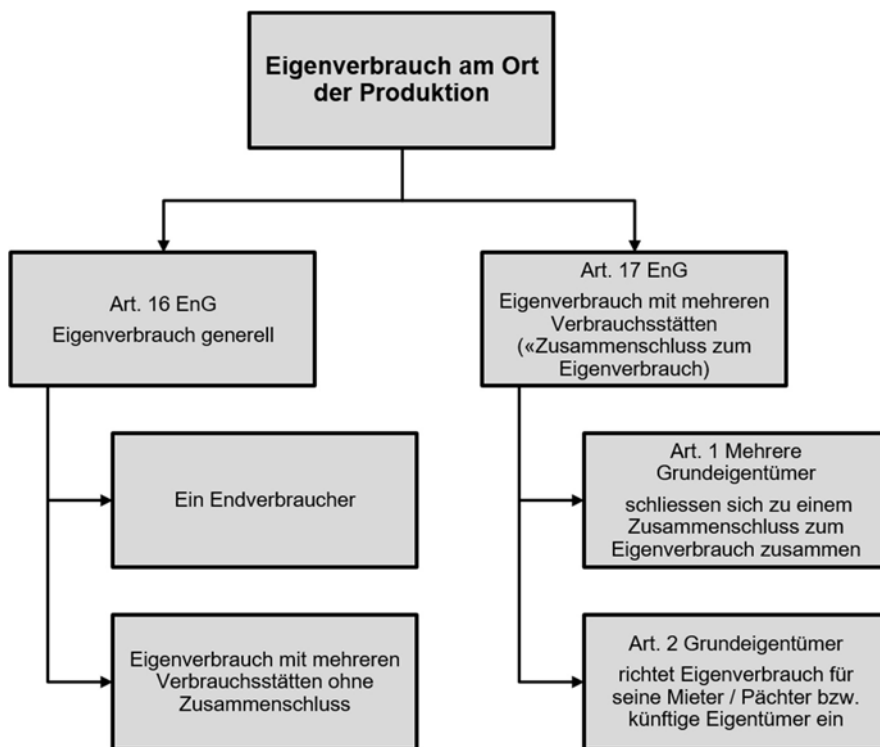 Eigenverbrauch am Ort
der Produktion
Art. 16 EnG
Eigenverbrauch generell
Ein Endverbraucher
Eigenverbrauch mit mehreren
Verbrauchsstätten ohne
Zusammenschluss
Art. 17 EnG
Eigenverbrauch mit mehreren
Verbrauchsstätten
(«Zusammenschluss zum
Eigenverbrauch)
Art. 1 Mehrere
Grundeigentümer
schliessen sich zu einem
Zusammenschluss zum
Eigenverbrauch zusammen
Art. 2 Grundeigentümer
richtet Eigenverbrauch für
seine Mieter / Pächter bzw.
künftige Eigentümer ein